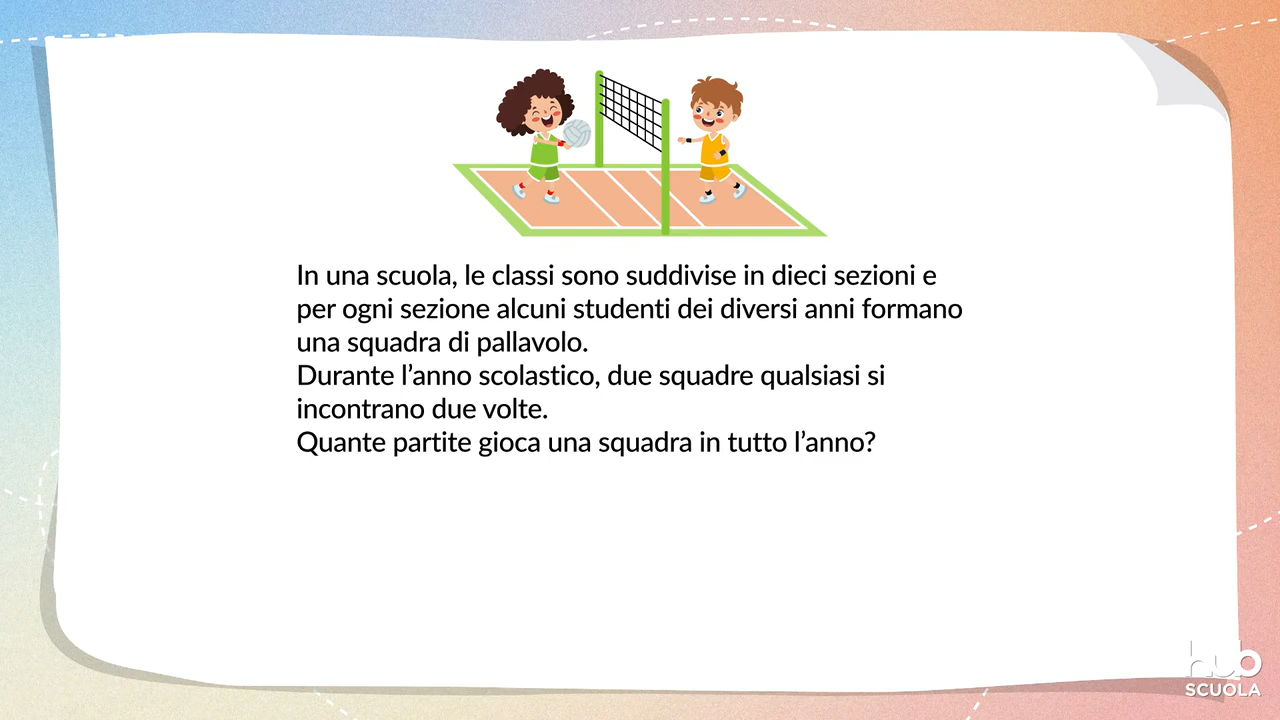 In una scuola, le classi sono suddivise in dieci sezioni e
per ogni sezione alcuni studenti dei diversi anni formano
una squadra di pallavolo.
Durante l’anno scolastico, due squadre qualsiasi si
incontrano due volte.
Quante partite gioca una squadra in tutto l’anno?
hub
SCUOLA